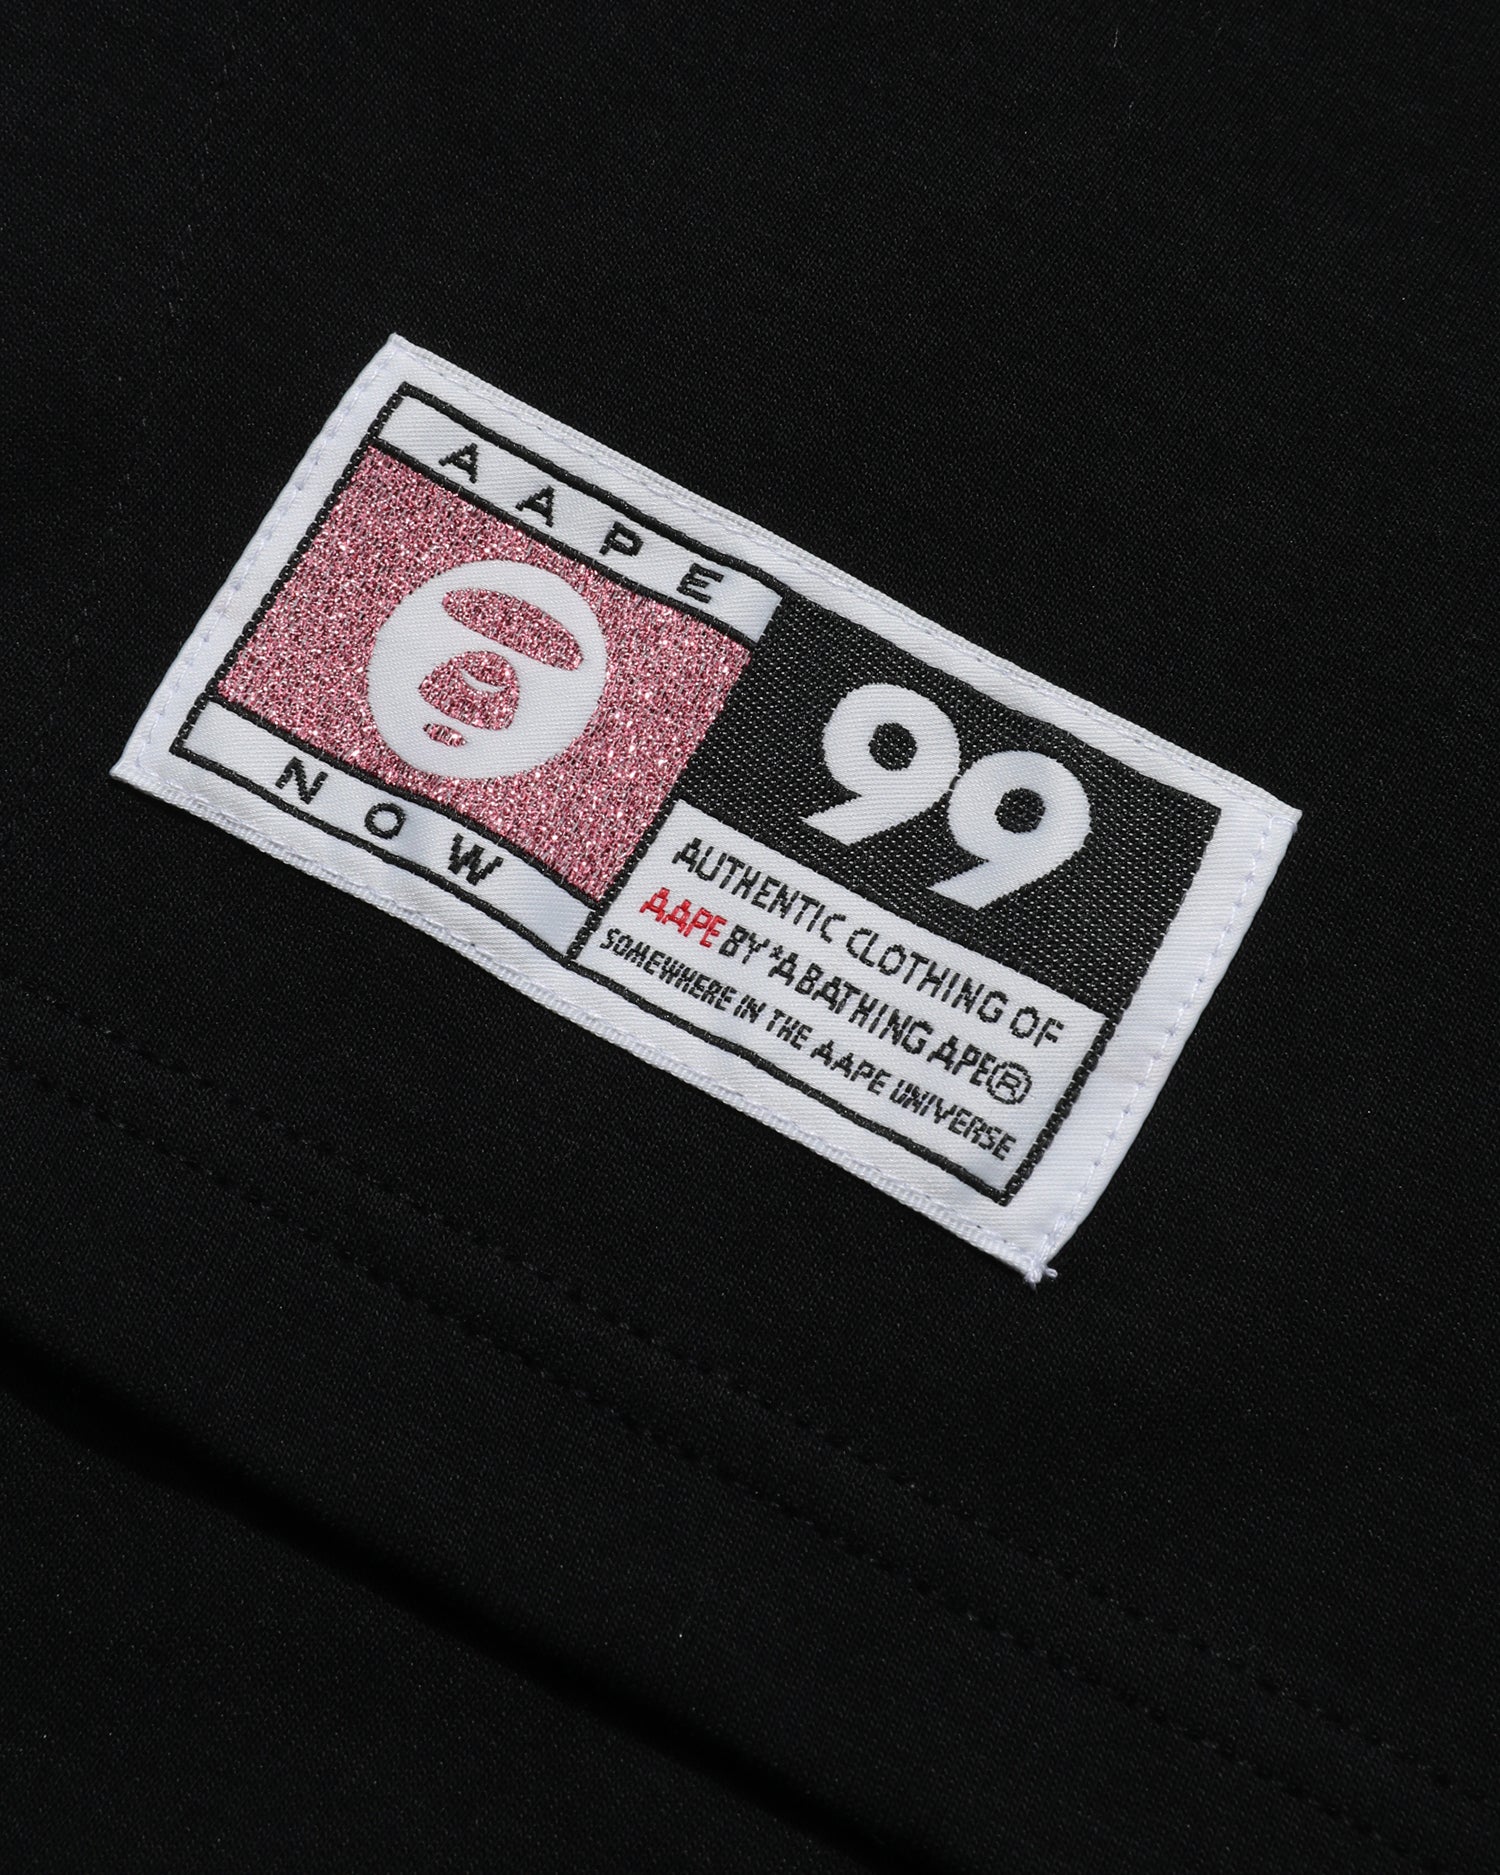 AAPE
NOW
99
AUTHENTIC CLOTHING OF
AAPE BY *A BATHING APE®
SOMEWHERE IN THE AAPE UNIVERSE